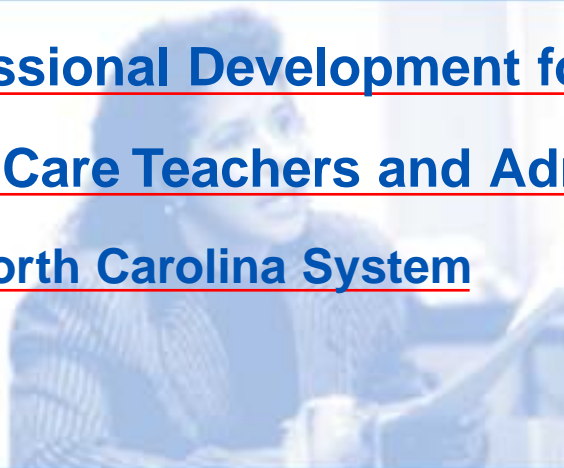 ssional Development fo
Care Teachers and Adr
orth Carolina System